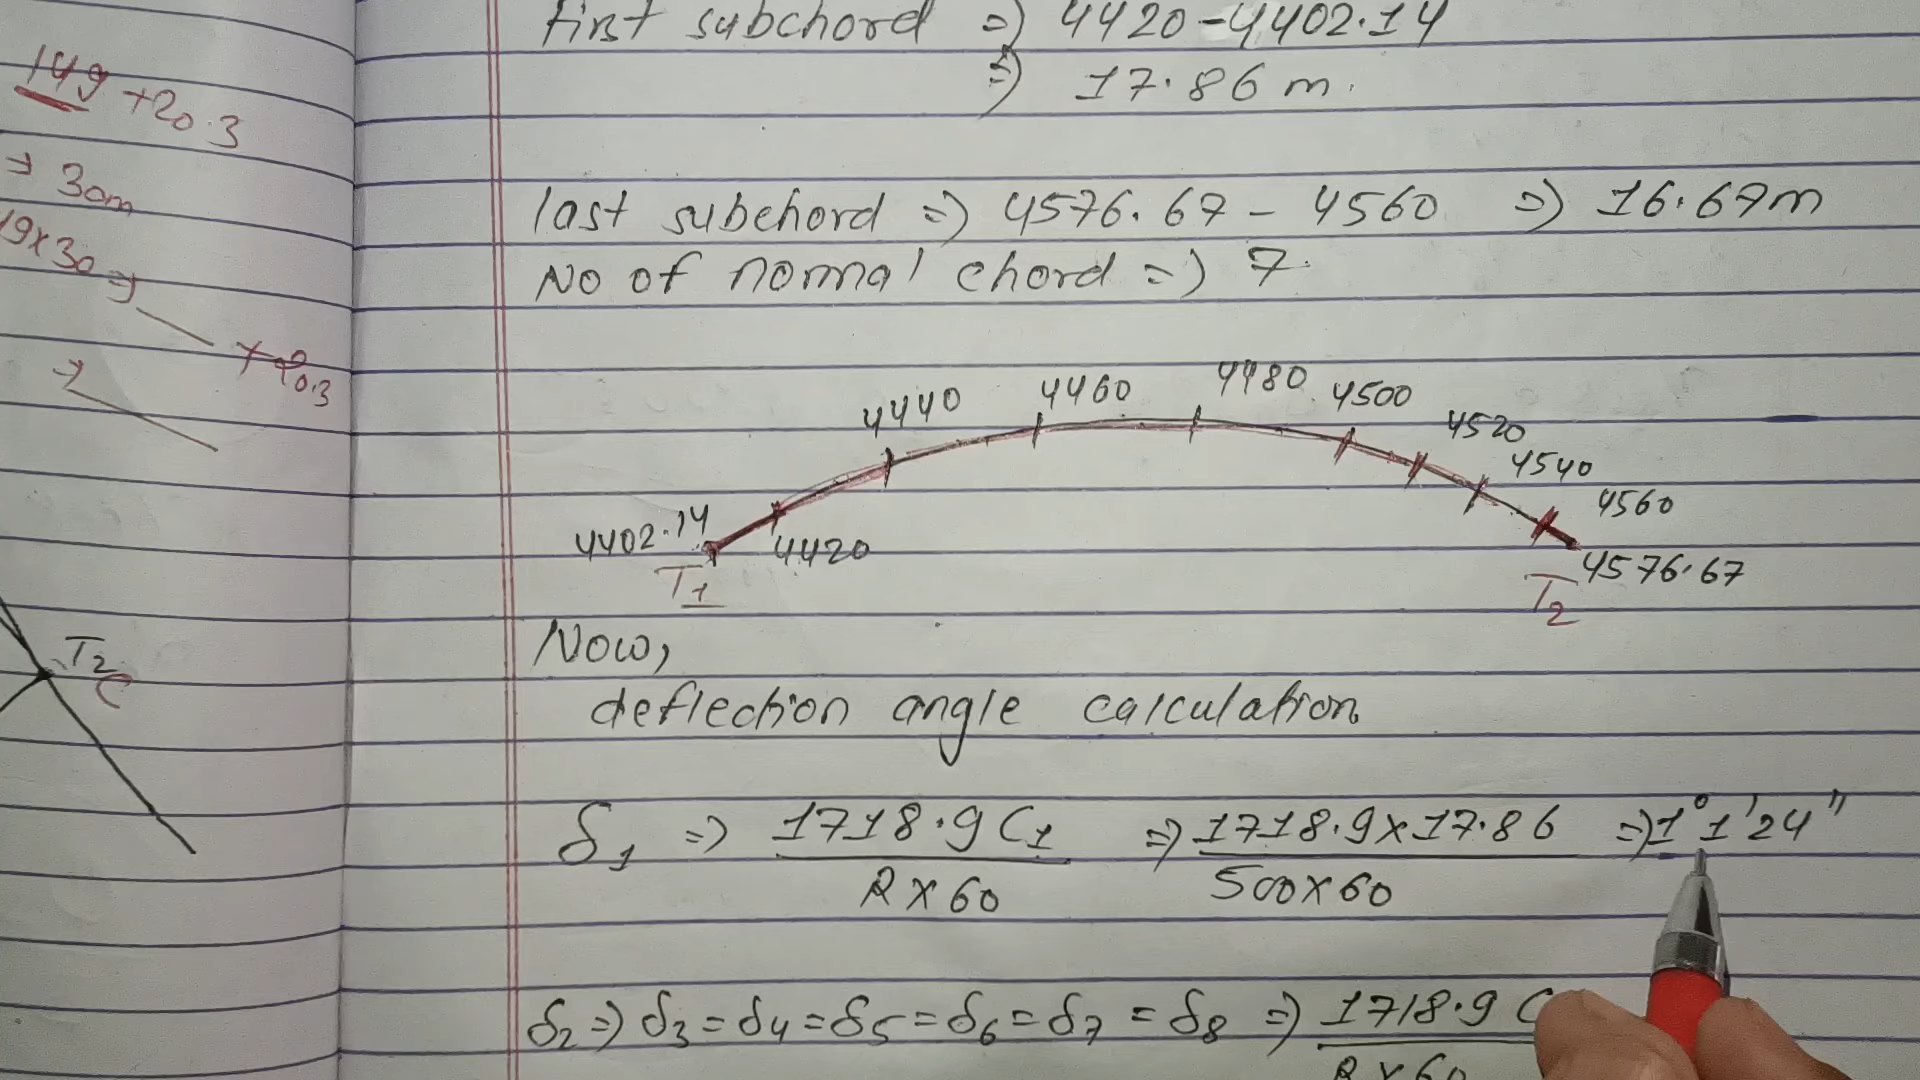 First subchord => 4420-4402.14
=> 17.86 m.
last subchord => 4576.67 - 4560 => 16.67m
No of normal chord => 7.
4402.14
T1
4420
4440
4460
4480
4500
4520
4540
4560
4576.67
T2
Now,
deflection angle calculation
δ1 => 1718.9 C1 / R X 60 => 1718.9 x 17.86 / 500 X 60 => 1° 1' 24"
δ2 => δ3 = δ4 = δ5 = δ6 = δ7 = δ8 => 1718.9 C / R X 60
149 +20.3
=> 30m
19x30 =>
+20.3
=>
T2